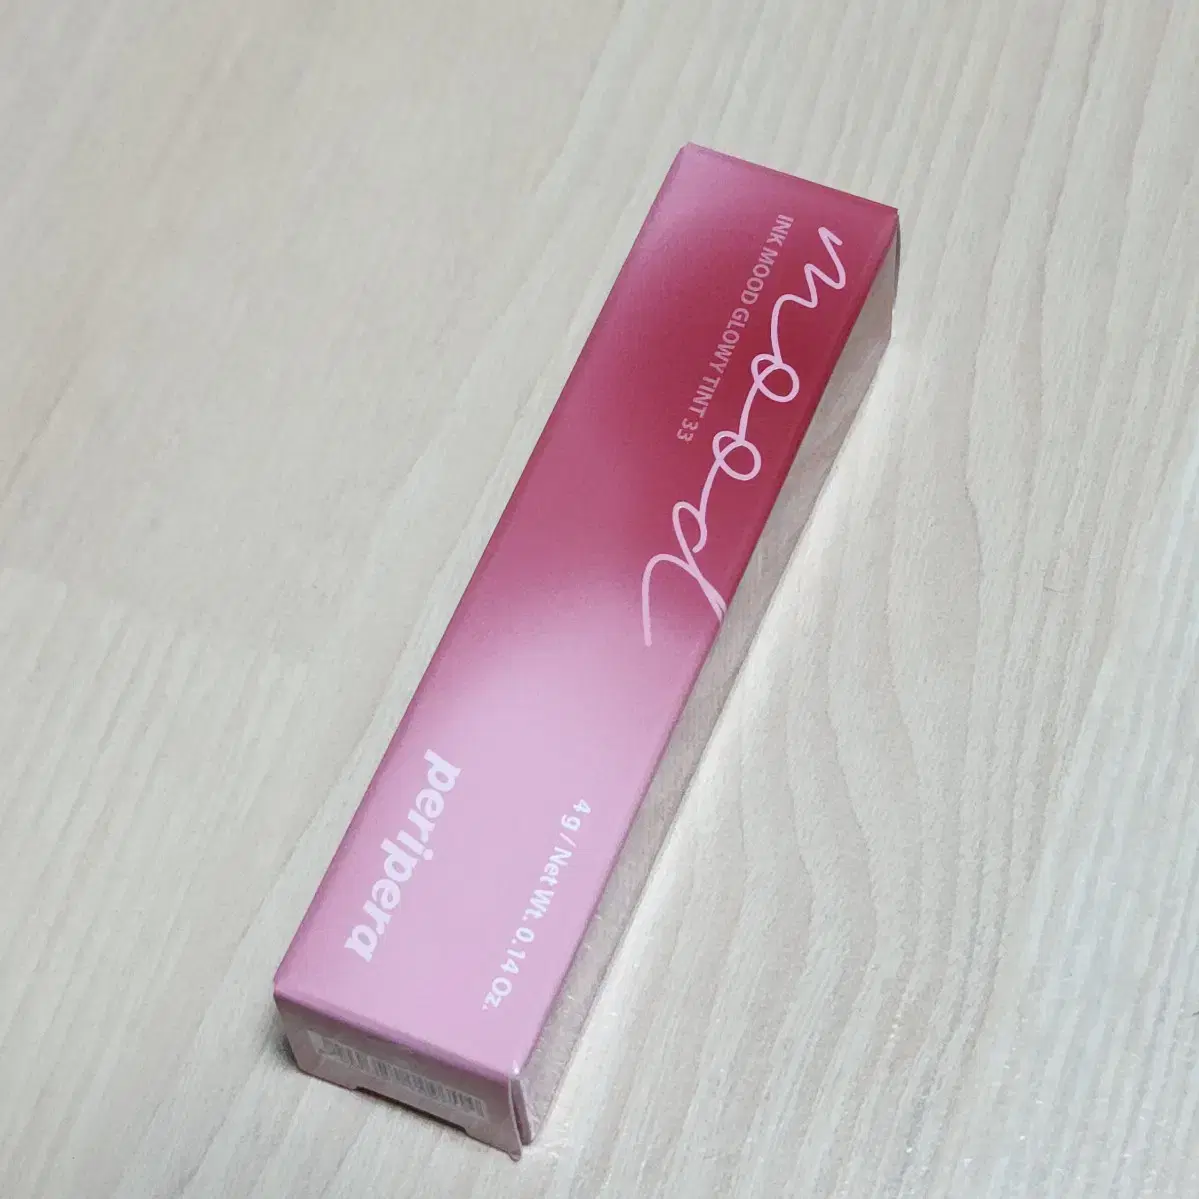 mood
INK MOOD GLOWY TINT 33
4 g / Net Wt. 0.14 Oz.
peripera